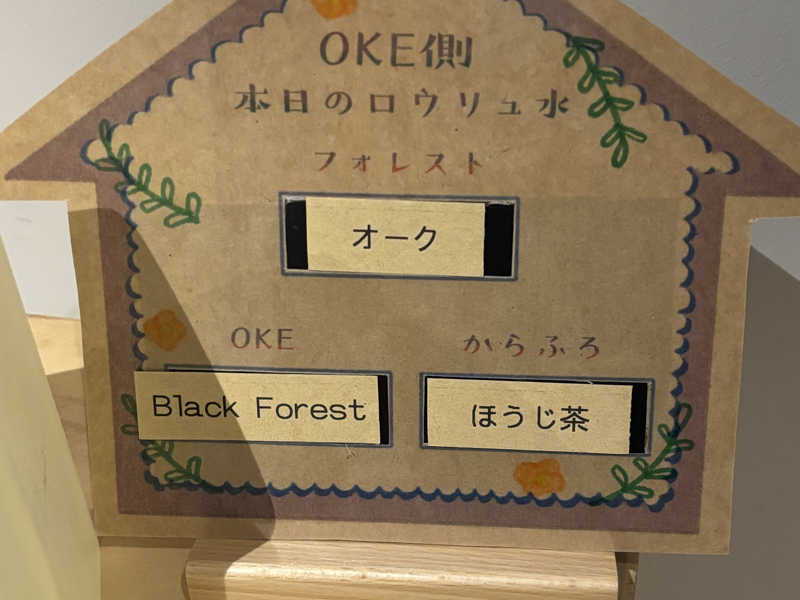 OKE側
本日のロウリュ水
フォレスト
オーク
OKE
からふろ
Black Forest
ほうじ茶